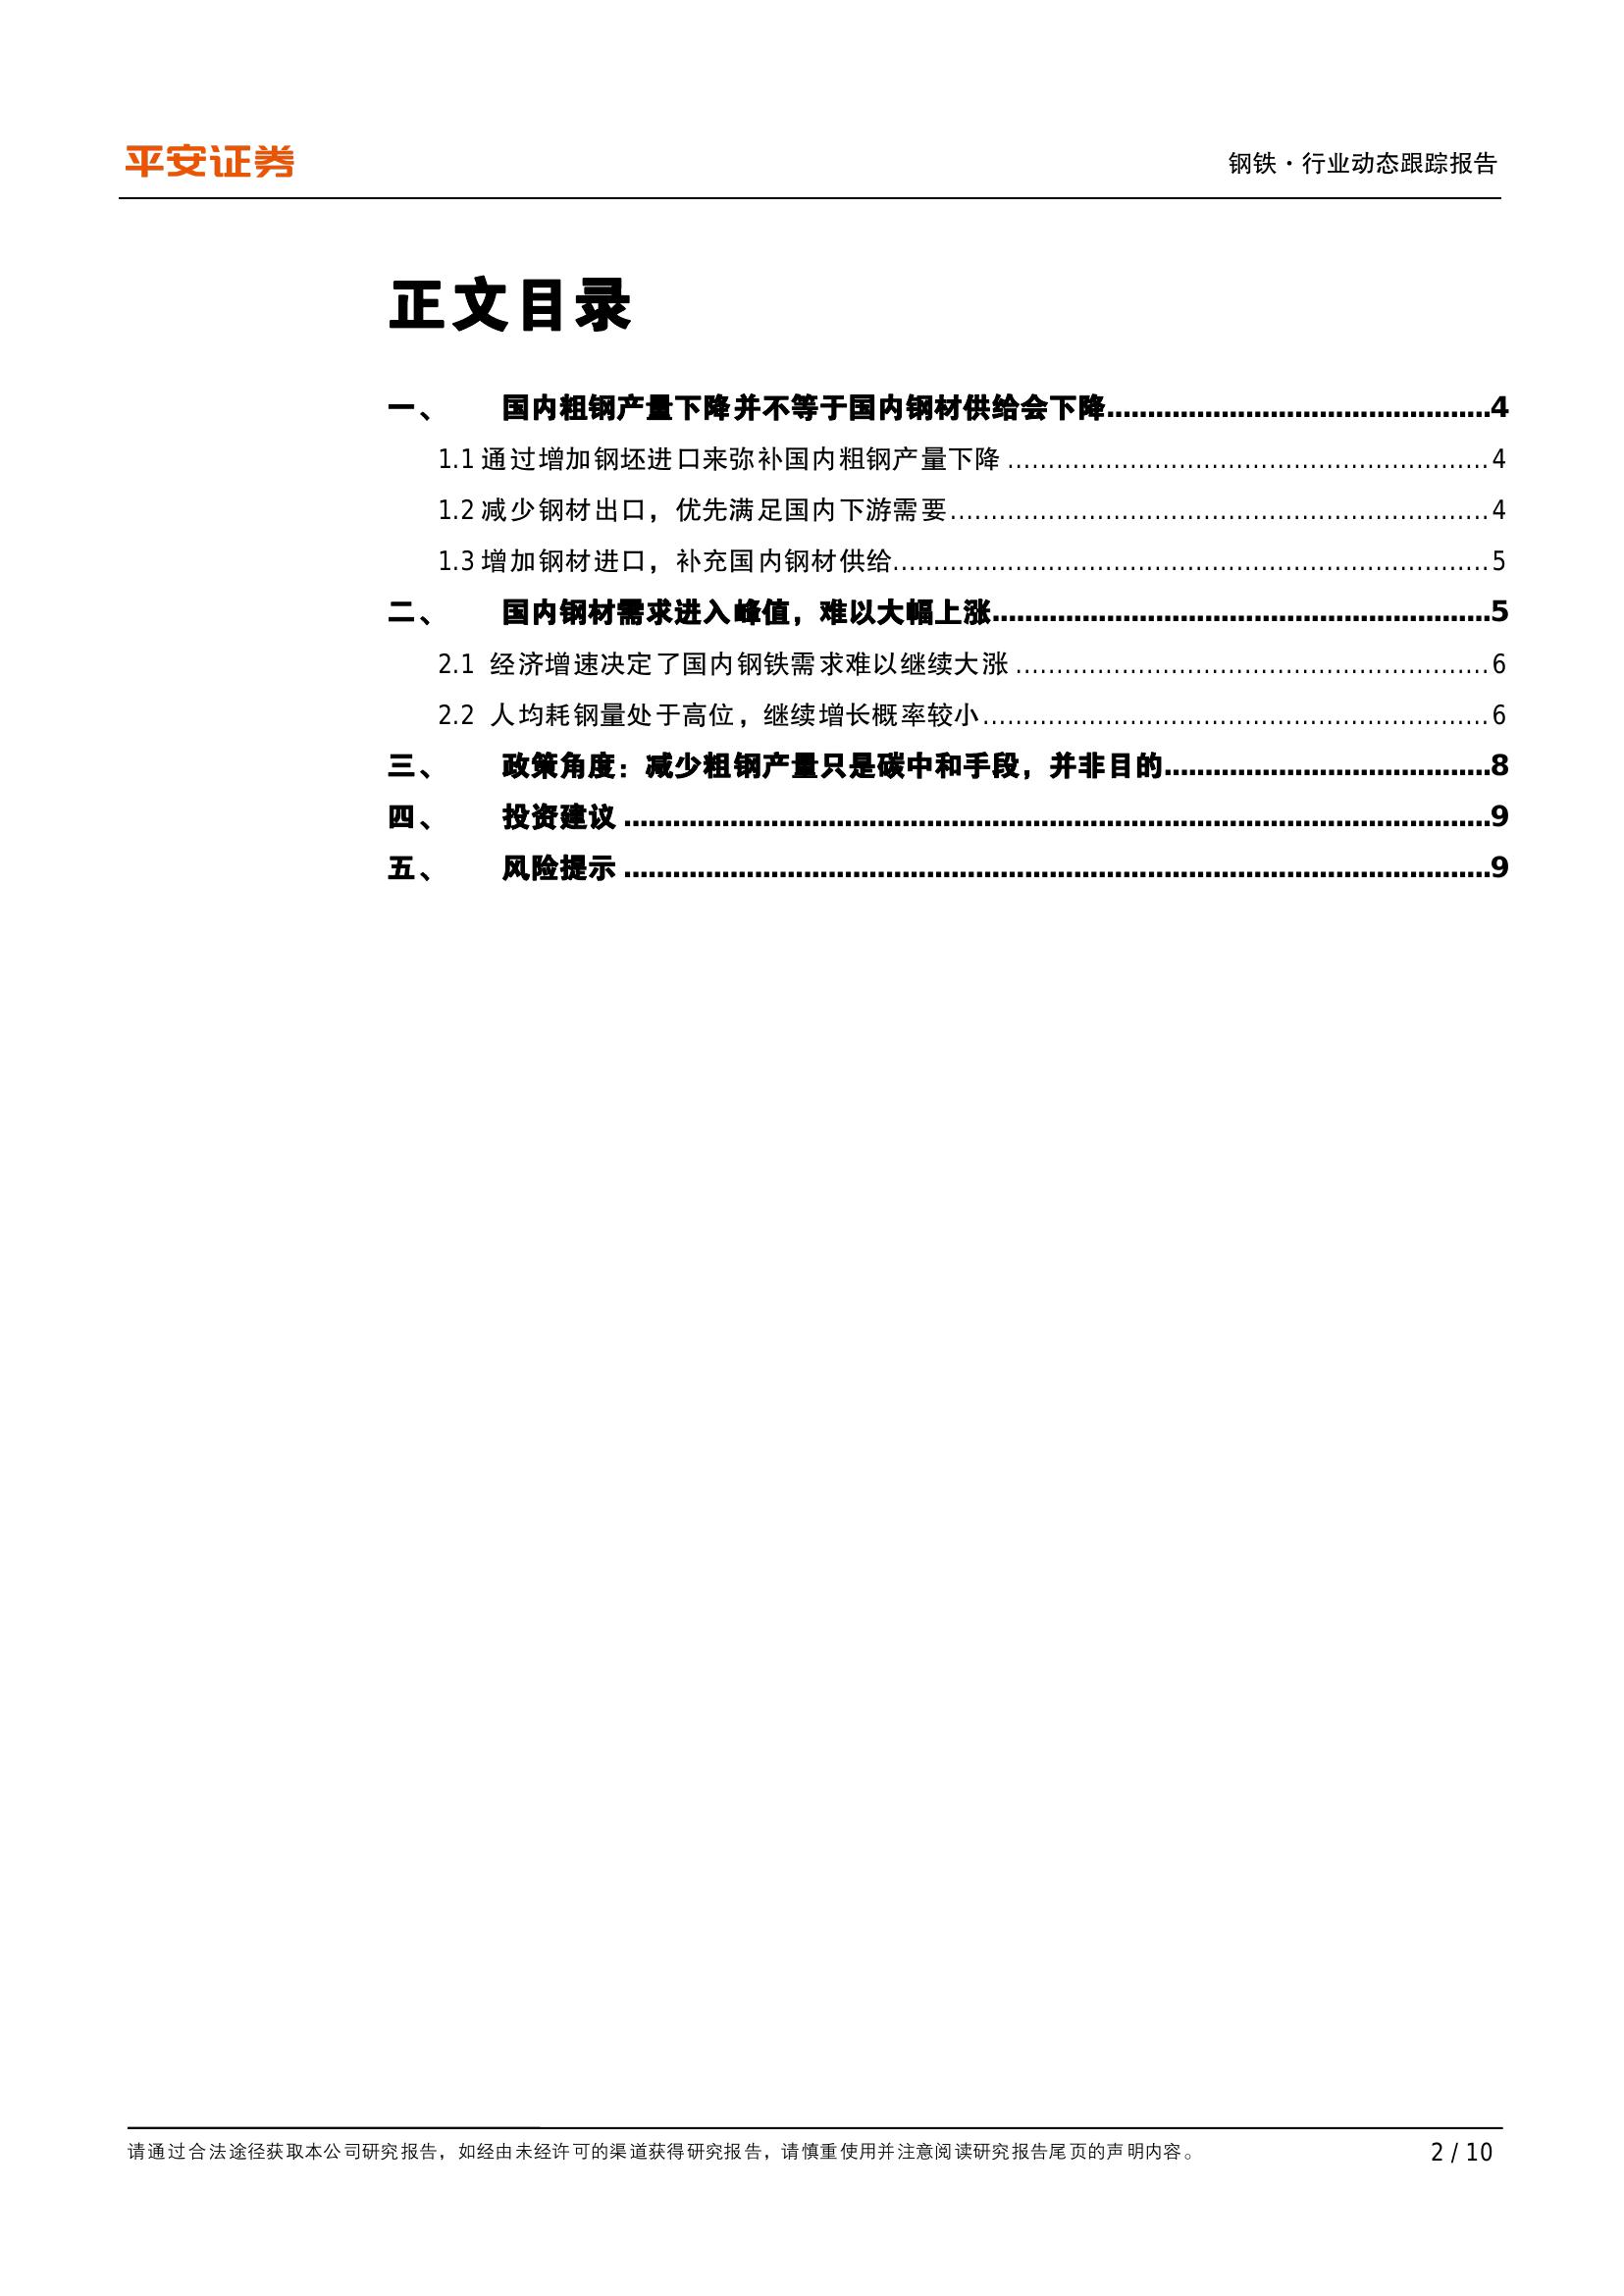 平安证券
钢铁·行业动态跟踪报告
正文目录
一、 国内粗钢产量下降并不等于国内钢材供给会下降................................................4
1.1 通过增加钢坯进口来弥补国内粗钢产量下降 ............................................................4
1.2 减少钢材出口，优先满足国内下游需要...................................................................4
1.3 增加钢材进口，补充国内钢材供给..........................................................................5
二、 国内钢材需求进入峰值，难以大幅上涨..............................................................5
2.1 经济增速决定了国内钢铁需求难以继续大涨 ...........................................................6
2.2 人均耗钢量处于高位，继续增长概率较小...............................................................6
三、 政策角度：减少粗钢产量只是碳中和手段，并非目的.........................................8
四、 投资建议 ...........................................................................................................9
五、 风险提示 ...........................................................................................................9
请通过合法途径获取本公司研究报告，如经由未经许可的渠道获得研究报告，请慎重使用并注意阅读研究报告尾页的声明内容。
2 / 10